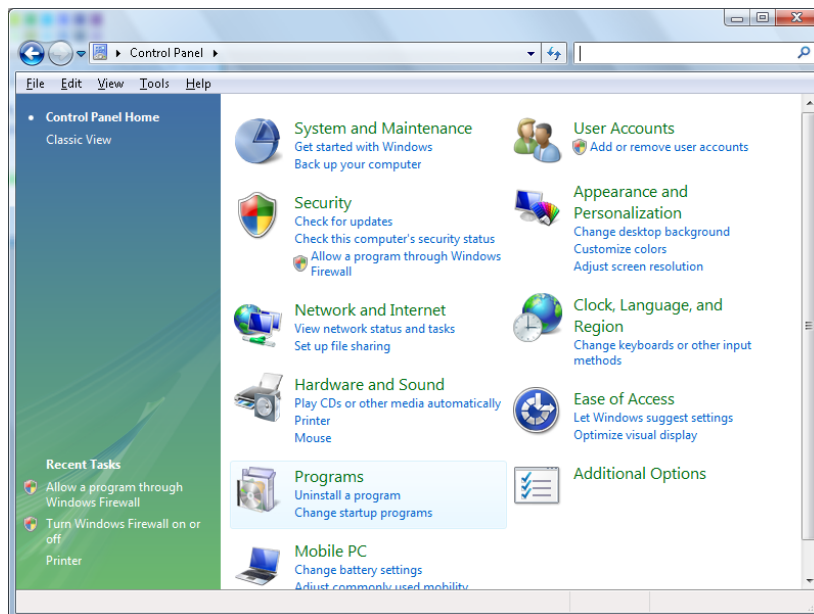 Control Panel
File Edit View Tools Help
Control Panel Home
Classic View
System and Maintenance
Get started with Windows
Back up your computer
Security
Check for updates
Check this computer's security status
Allow a program through Windows
Firewall
Network and Internet
View network status and tasks
Set up file sharing
Hardware and Sound
Play CDs or other media automatically
Printer
Mouse
Programs
Uninstall a program
Change startup programs
Mobile PC
Change battery settings
Adjust commonly used mobility
User Accounts
Add or remove user accounts
Appearance and
Personalization
Change desktop background
Customize colors
Adjust screen resolution
Clock, Language, and
Region
Change keyboards or other input
methods
Ease of Access
Let Windows suggest settings
Optimize visual display
Additional Options
Recent Tasks
Allow a program through
Windows Firewall
Turn Windows Firewall on or
off
Printer